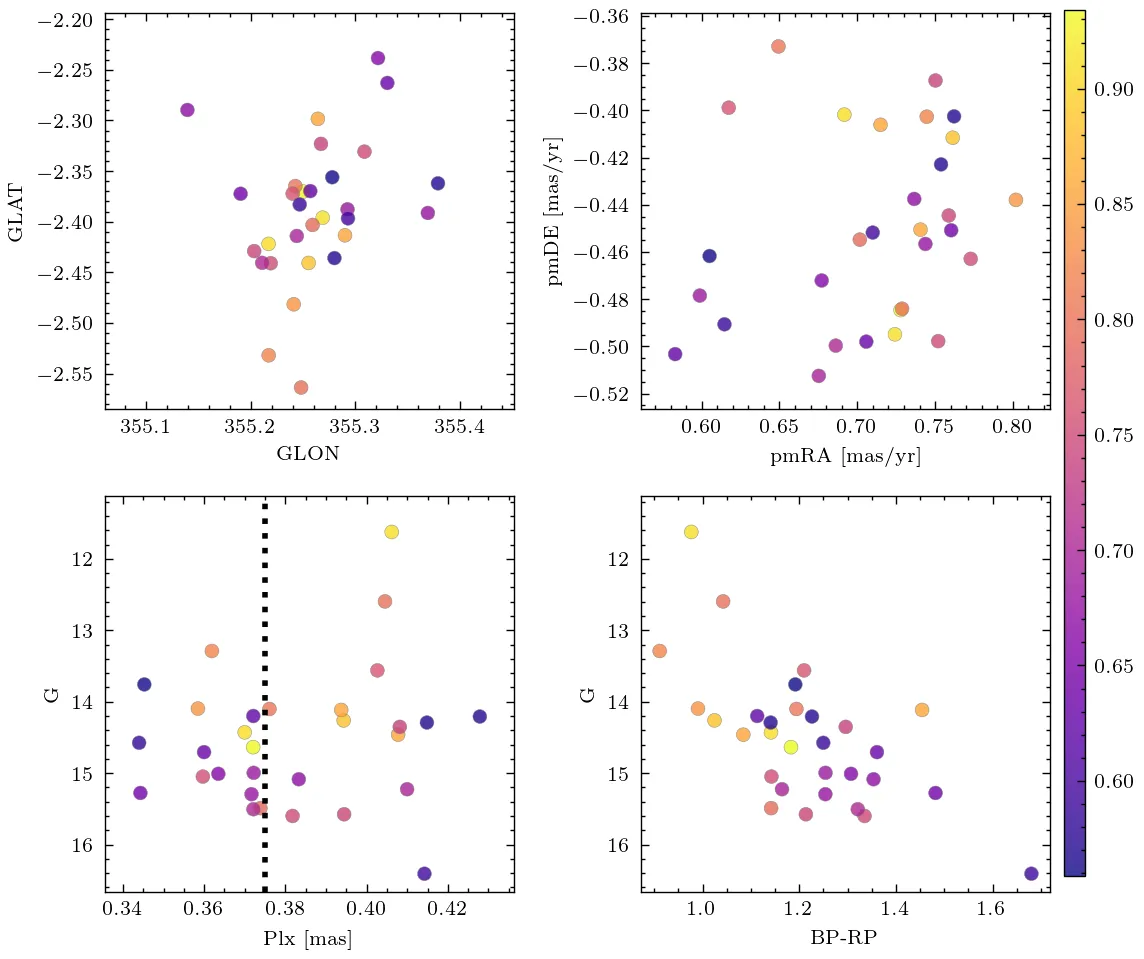 −2.20
−2.25
−2.30
−2.35
−2.40
−2.45
−2.50
−2.55
GLAT
355.1 355.2 355.3 355.4
GLON
−0.36
−0.38
−0.40
−0.42
−0.44
−0.46
−0.48
−0.50
−0.52
pmDE [mas/yr]
0.60 0.65 0.70 0.75 0.80
pmRA [mas/yr]
12
13
14
15
16
G
0.34 0.36 0.38 0.40 0.42
Plx [mas]
12
13
14
15
16
G
1.0 1.2 1.4 1.6
BP-RP
0.90
0.85
0.80
0.75
0.70
0.65
0.60